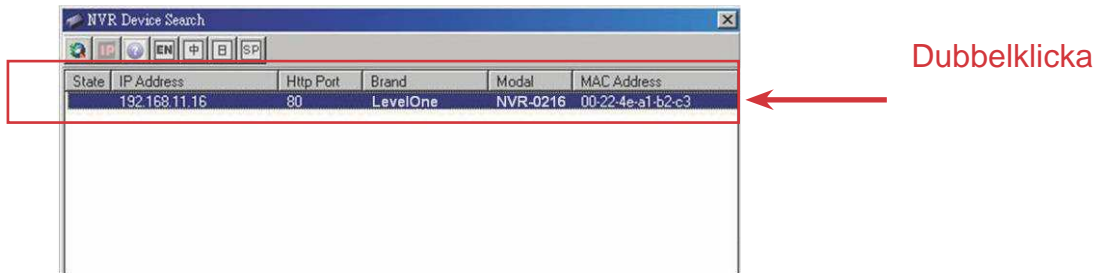 NVR Device Search
IP EN 中 日 SP
Dubbelklicka
State IP Address Http Port Brand Modal MAC Address
192.168.11.16 80 LevelOne NVR-0216 00-22-4e-a1-b2-c3